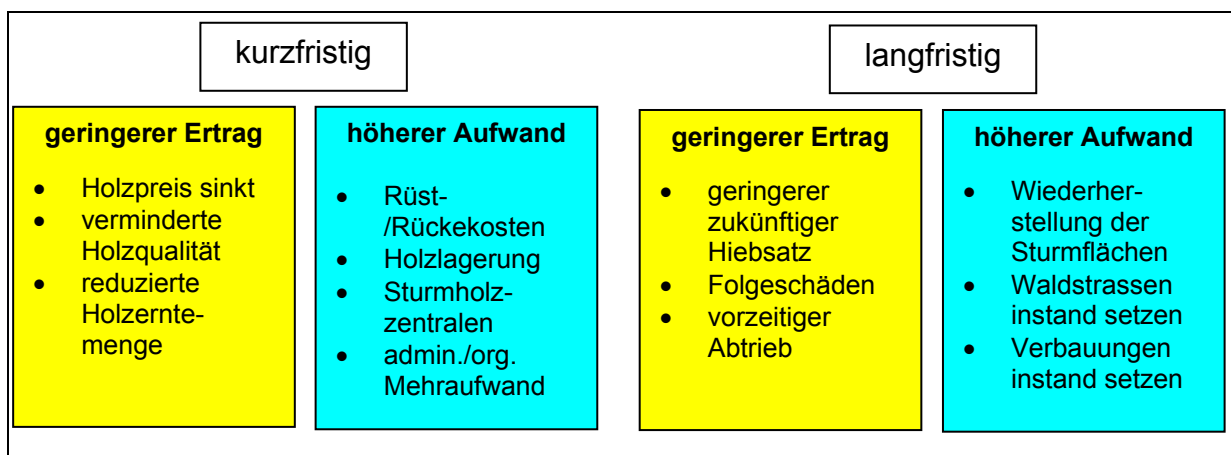 kurzfristig
geringerer Ertrag
• Holzpreis sinkt
• verminderte
Holzqualität
• reduzierte
Holzernte-
menge
höherer Aufwand
• Rüst-
/Rückekosten
• Holzlagerung
• Sturmholz-
zentralen
• admin./org.
Mehraufwand
langfristig
geringerer Ertrag
• geringerer
zukünftiger
Hiebsatz
• Folgeschäden
• vorzeitiger
Abtrieb
höherer Aufwand
• Wiederher-
stellung der
Sturmflächen
• Waldstrassen
instand setzen
• Verbauungen
instand setzen